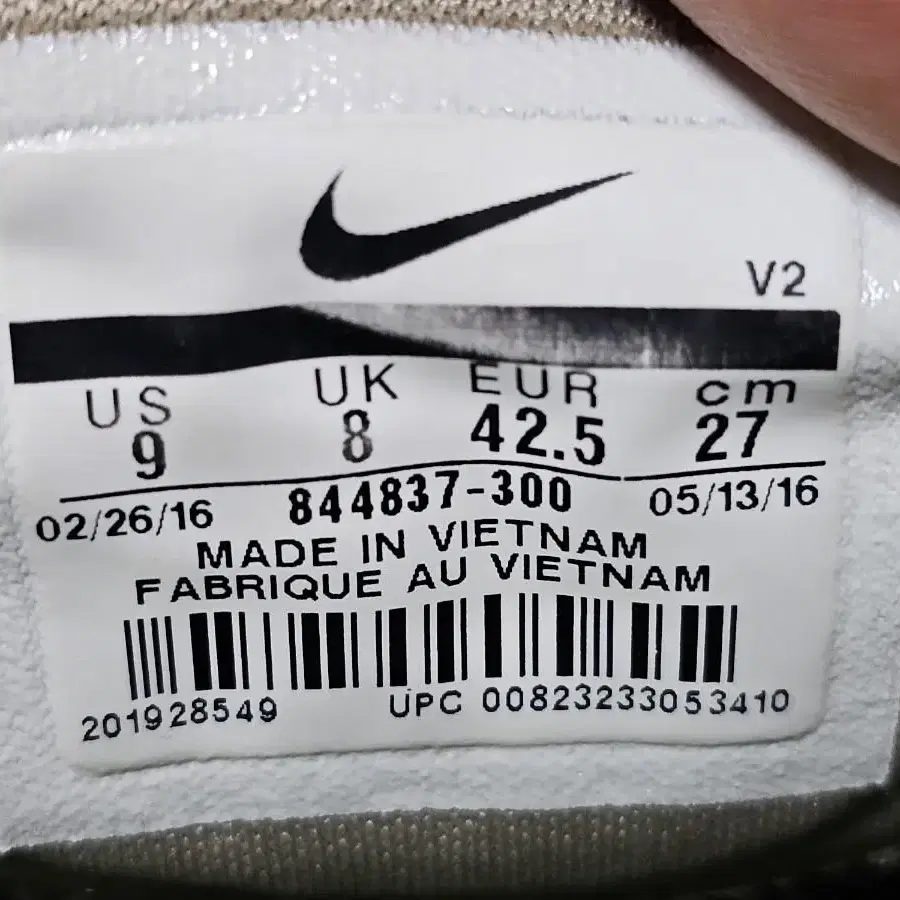 V2
US UK EUR cm
9 8 42.5 27
02/26/16 844837-300 05/13/16
MADE IN VIETNAM
FABRIQUE AU VIETNAM
201928549 UPC 00823233053410